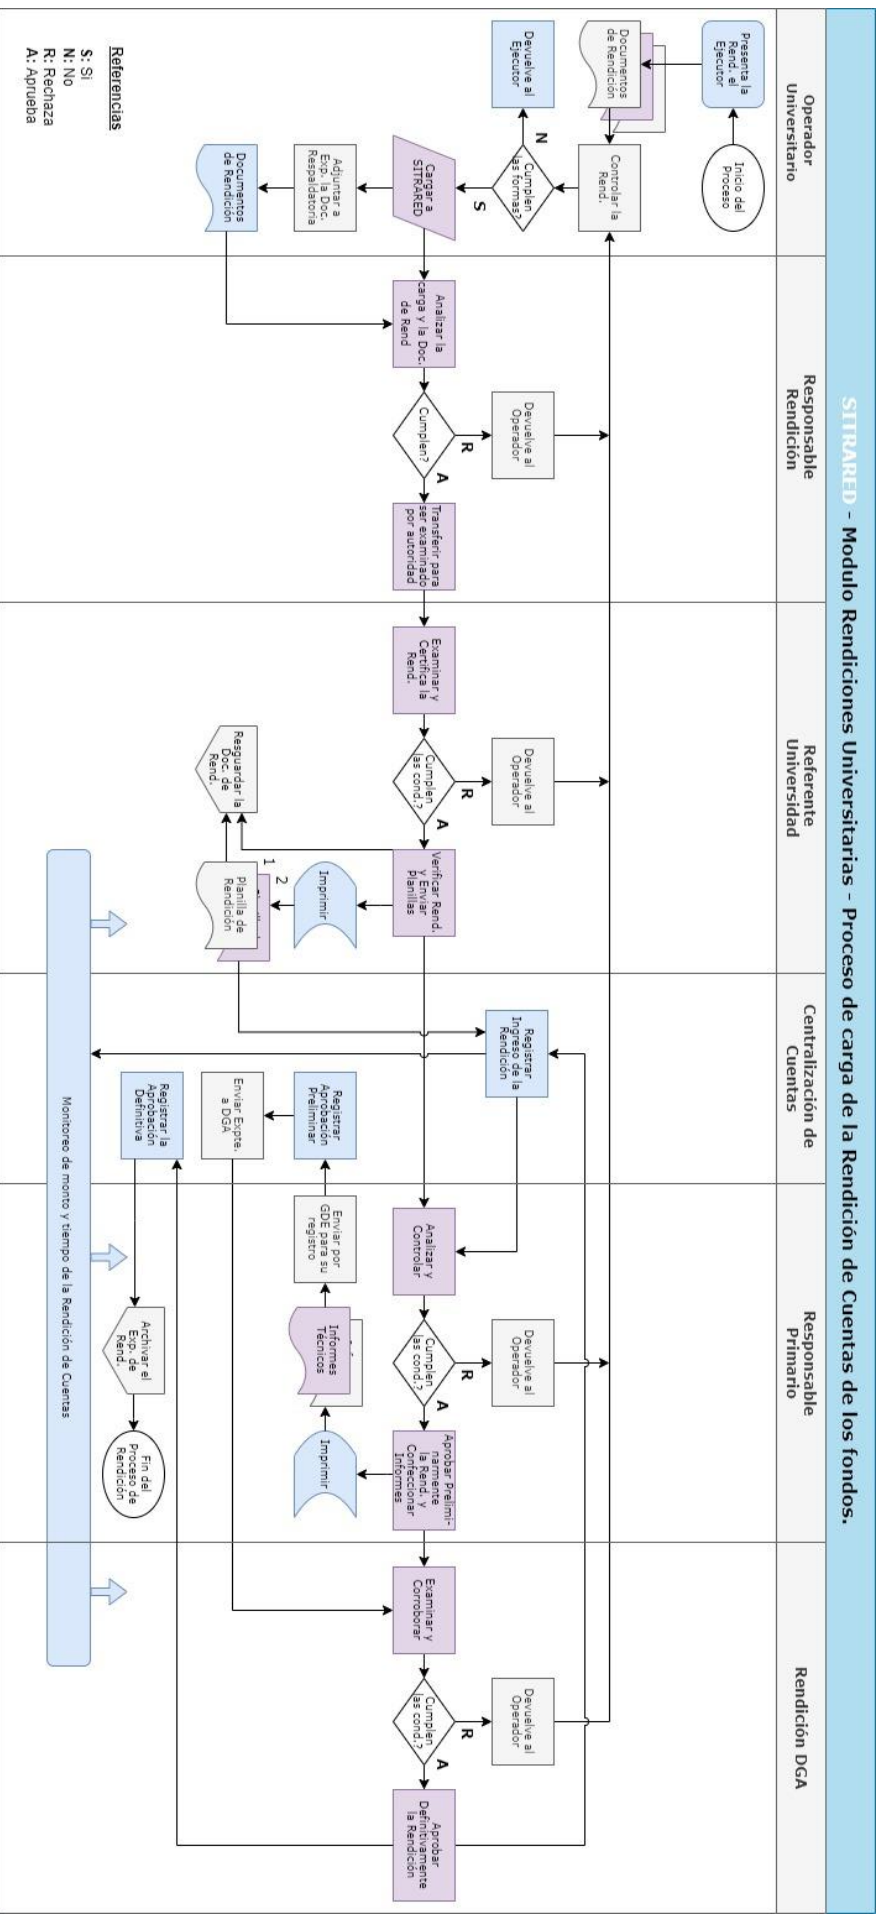 SITRARED - Modulo Rendiciones Universitarias - Proceso de carga de la Rendición de Cuentas de los fondos.
Operador
Universitario
Responsable
Rendición
Referente
Universidad
Centralización de
Cuentas
Responsable
Primario
Rendición DGA
Inicio del
Proceso
Presenta la
Rend. el
Ejecutor
Documentos
de Rendición
Controlar la
Rend.
Cumplen
las formas?
N
Devuelve al
Ejecutor
S
Cargar a
SITRARED
Adjuntar a
Exp. la Doc.
Respaldatoria
Documentos
de Rendición
Referencias
S: Si
N: No
R: Rechaza
A: Aprueba
Analizar la
carga y la Doc.
de Rend
Cumplen?
R
A
Devuelve al
Operador
Transferir para
ser examinado
por autoridad
Examinar y
Certifica la
Rend.
Cumplen
las cond.?
R
A
Devuelve al
Operador
Verificar Rend.
y Enviar
Planillas
Imprimir
1
2
Planilla de
Rendición
Resguardar la
Doc. de
Rend.
Registrar
Ingreso de la
Rendición
Registrar
Aprobación
Preliminar
Enviar Expte.
a DGA
Registrar la
Aprobación
Definitiva
Analizar y
Controlar
Cumplen
las cond.?
R
A
Devuelve al
Operador
Aprobar Prelimi-
narmente
la Rend. y
Confeccionar
Informes
Imprimir
Informes
Técnicos
Enviar por
GDE para su
registro
Archivar el
Exp. de
Rend.
Fin del
Proceso de
Rendición
Examinar y
Corroborar
Cumplen
las cond.?
R
A
Devuelve al
Operador
Aprobar
Definitivamente
la Rendición
Monitoreo de monto y tiempo de la Rendición de Cuentas